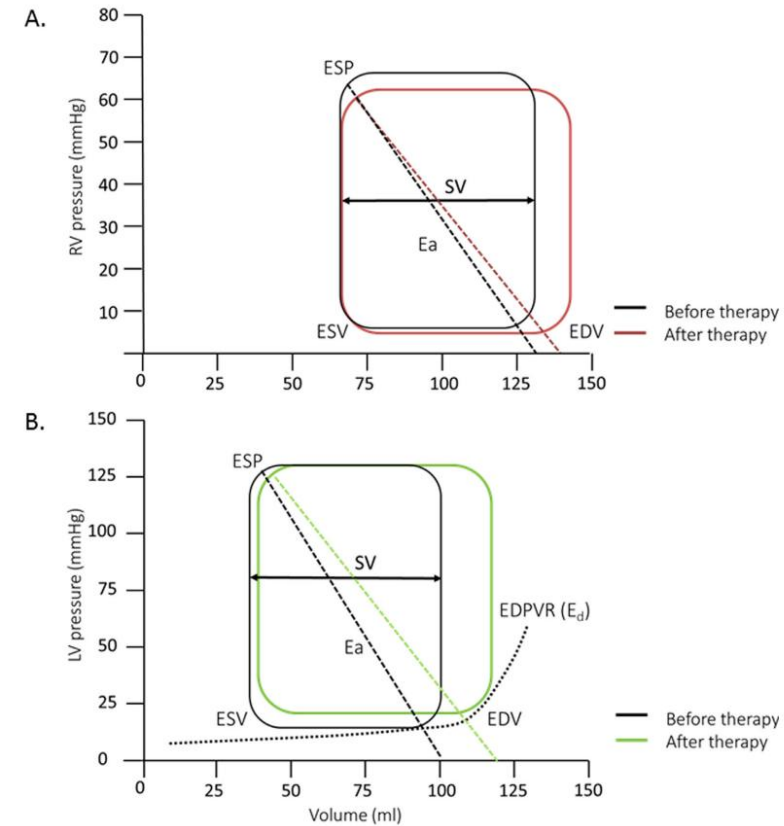 A.
RV pressure (mmHg)
80
70
60
50
40
30
20
10
ESP
SV
Ea
ESV
EDV
Before therapy
After therapy
0
25
50
75
100
125
150
B.
LV pressure (mmHg)
150
125
100
75
50
25
0
ESP
SV
EDPVR (Ed)
Ea
ESV
EDV
Before therapy
After therapy
0
25
50
75
100
125
150
Volume (ml)